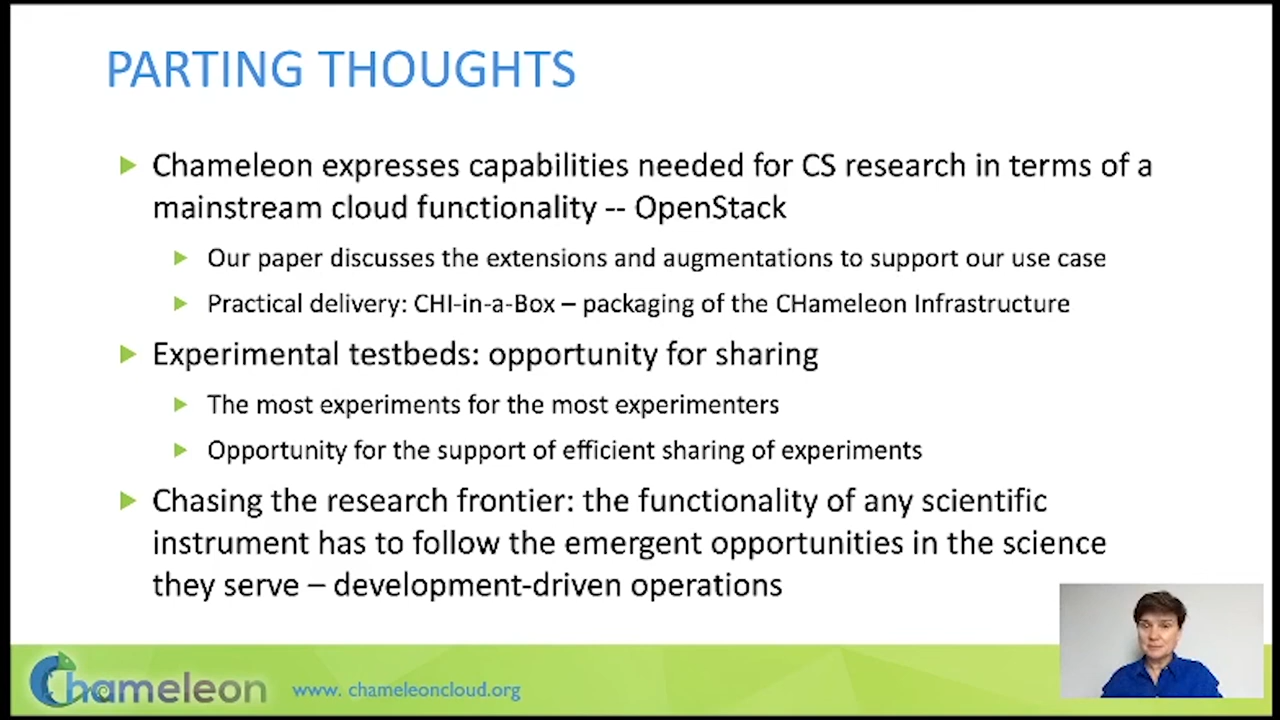 PARTING THOUGHTS
Chameleon expresses capabilities needed for CS research in terms of a
mainstream cloud functionality -- OpenStack
Our paper discusses the extensions and augmentations to support our use case
Practical delivery: CHI-in-a-Box – packaging of the CHameleon Infrastructure
Experimental testbeds: opportunity for sharing
The most experiments for the most experimenters
Opportunity for the support of efficient sharing of experiments
Chasing the research frontier: the functionality of any scientific
instrument has to follow the emergent opportunities in the science
they serve – development-driven operations
Chameleon www. chameleoncloud.org